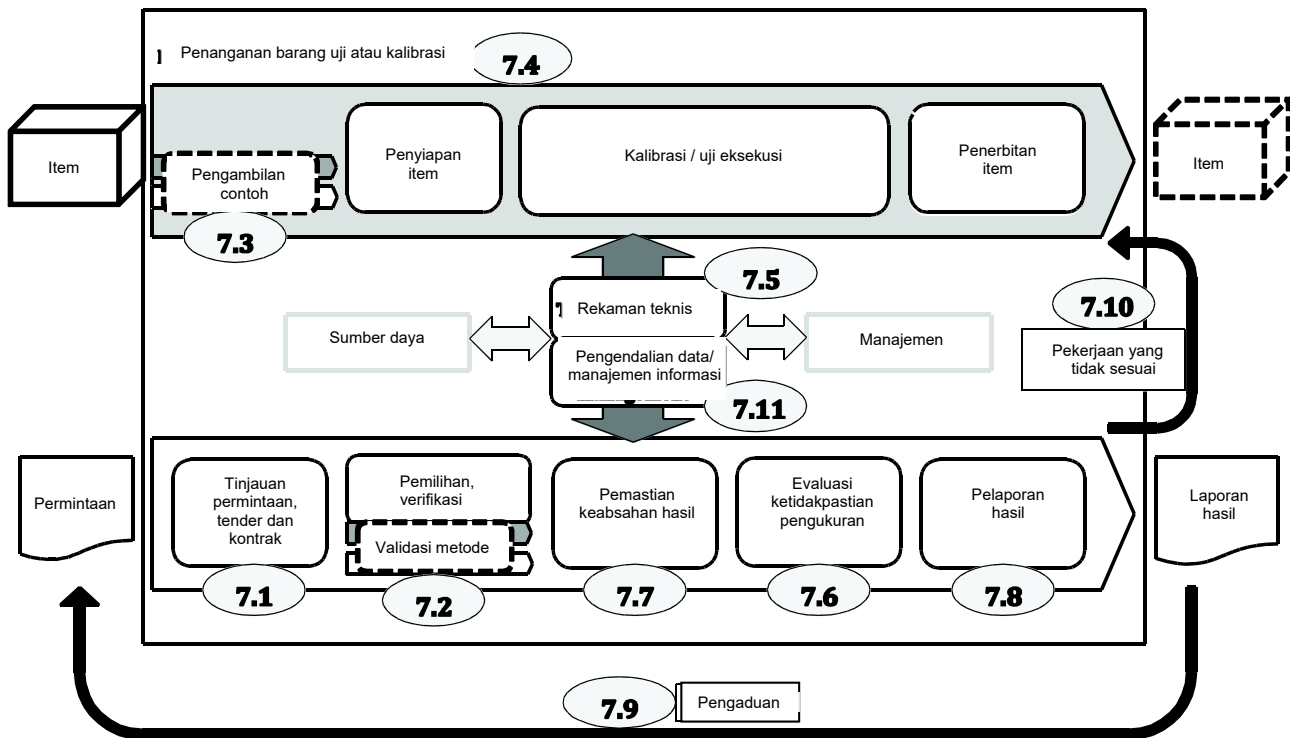 Penanganan barang uji atau kalibrasi
7.4
Item
Pengambilan
contoh
7.3
Penyiapan
item
Kalibrasi / uji eksekusi
Penerbitan
item
Item
7.5
Rekaman teknis
Sumber daya
Pengendalian data/
manajemen informasi
7.11
Manajemen
7.10
Pekerjaan yang
tidak sesuai
Permintaan
Tinjauan
permintaan,
tender dan
kontrak
7.1
Pemilihan,
verifikasi
Validasi metode
7.2
Pemastian
keabsahan hasil
7.7
Evaluasi
ketidakpastian
pengukuran
7.6
Pelaporan
hasil
7.8
Laporan
hasil
7.9
Pengaduan